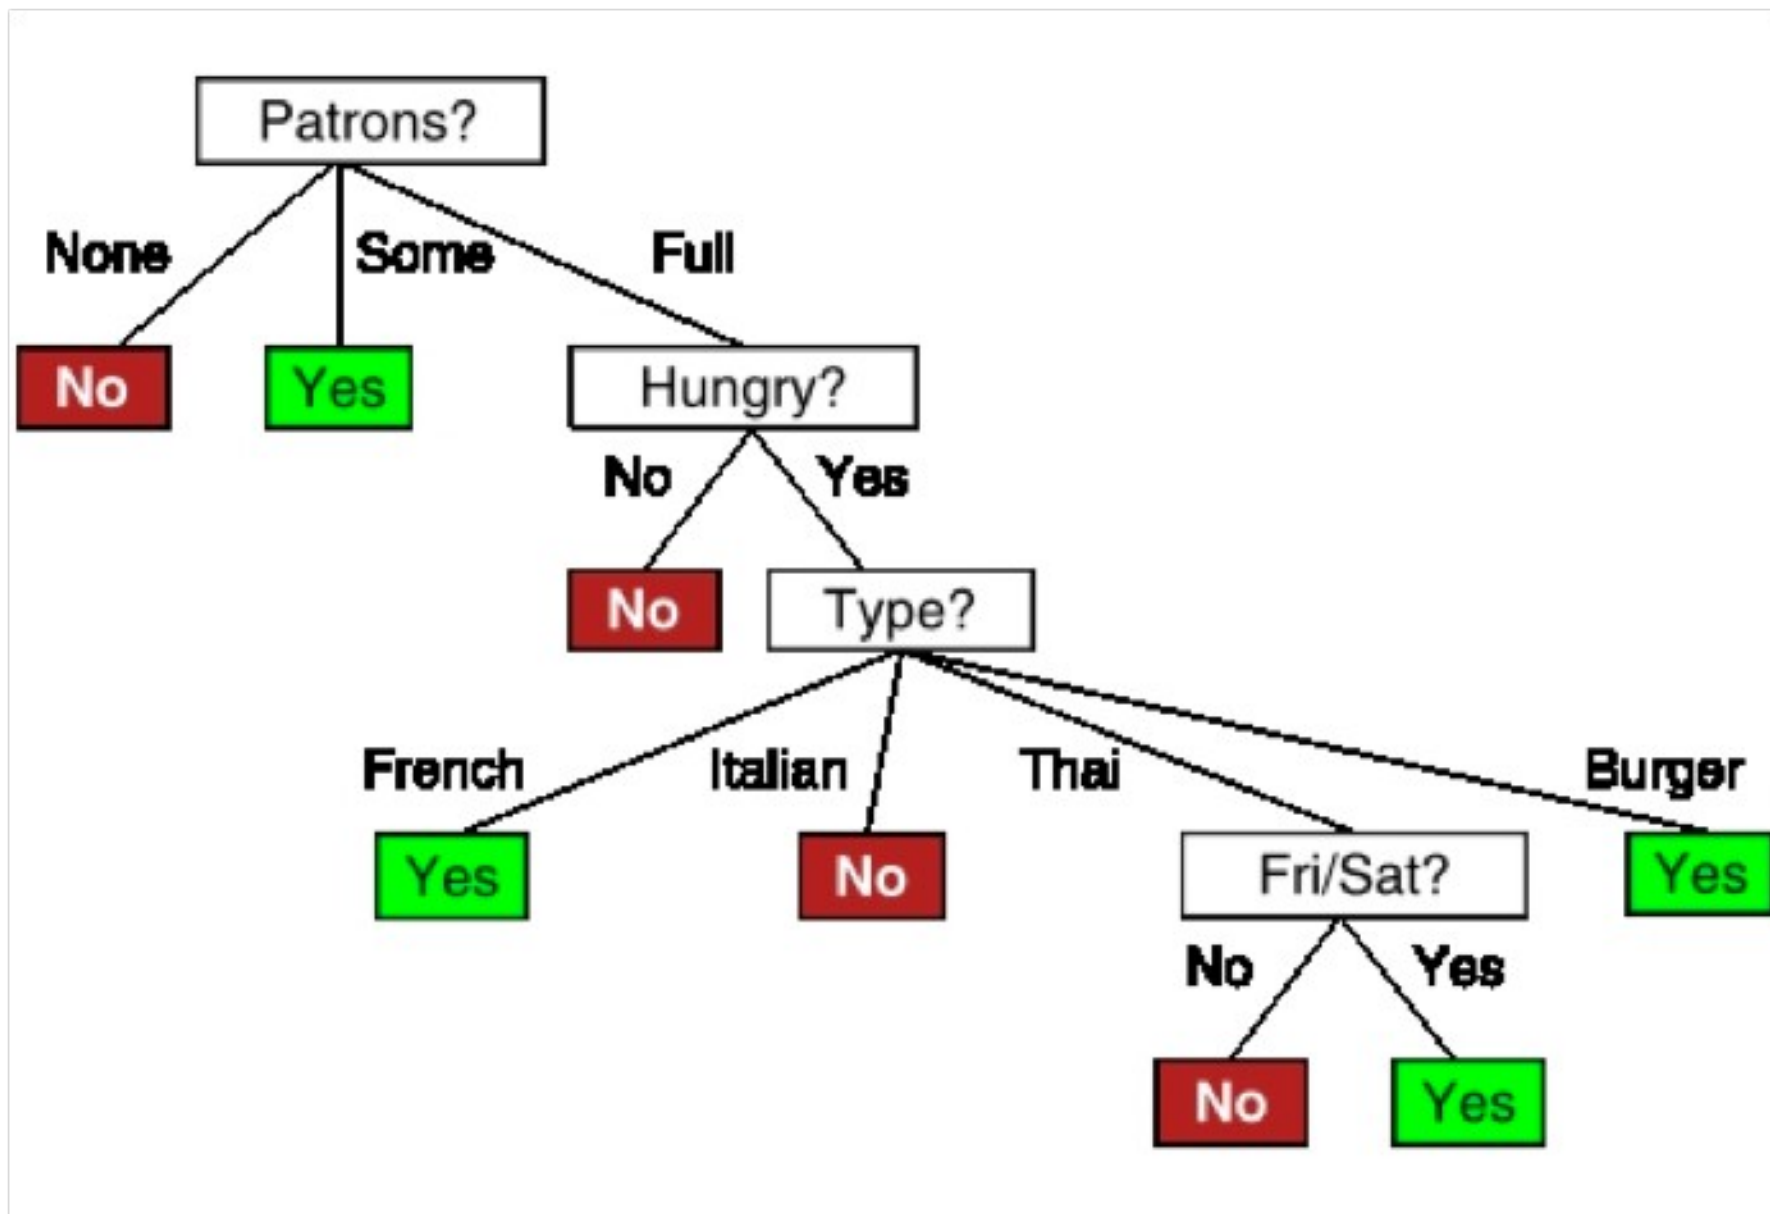 Patrons?
None Some Full
No Yes Hungry?
No Yes
No Type?
French Italian Thai Burger
Yes No Fri/Sat? Yes
No Yes
No Yes